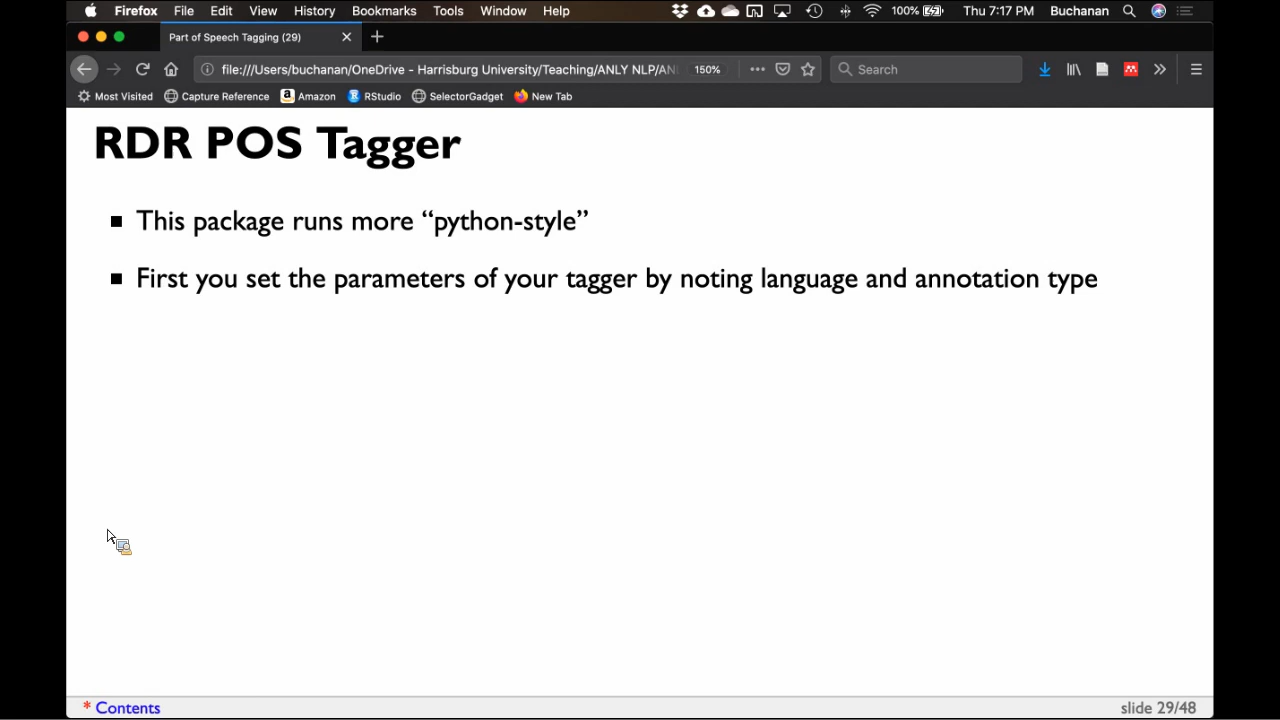 Firefox File Edit View History Bookmarks Tools Window Help 100% Thu 7:17 PM Buchanan
Part of Speech Tagging (29)
file:///Users/buchanan/OneDrive - Harrisburg University/Teaching/ANLY NLP/AN 150% Search
Most Visited Capture Reference Amazon RStudio SelectorGadget New Tab
RDR POS Tagger
This package runs more “python-style”
First you set the parameters of your tagger by noting language and annotation type
* Contents slide 29/48